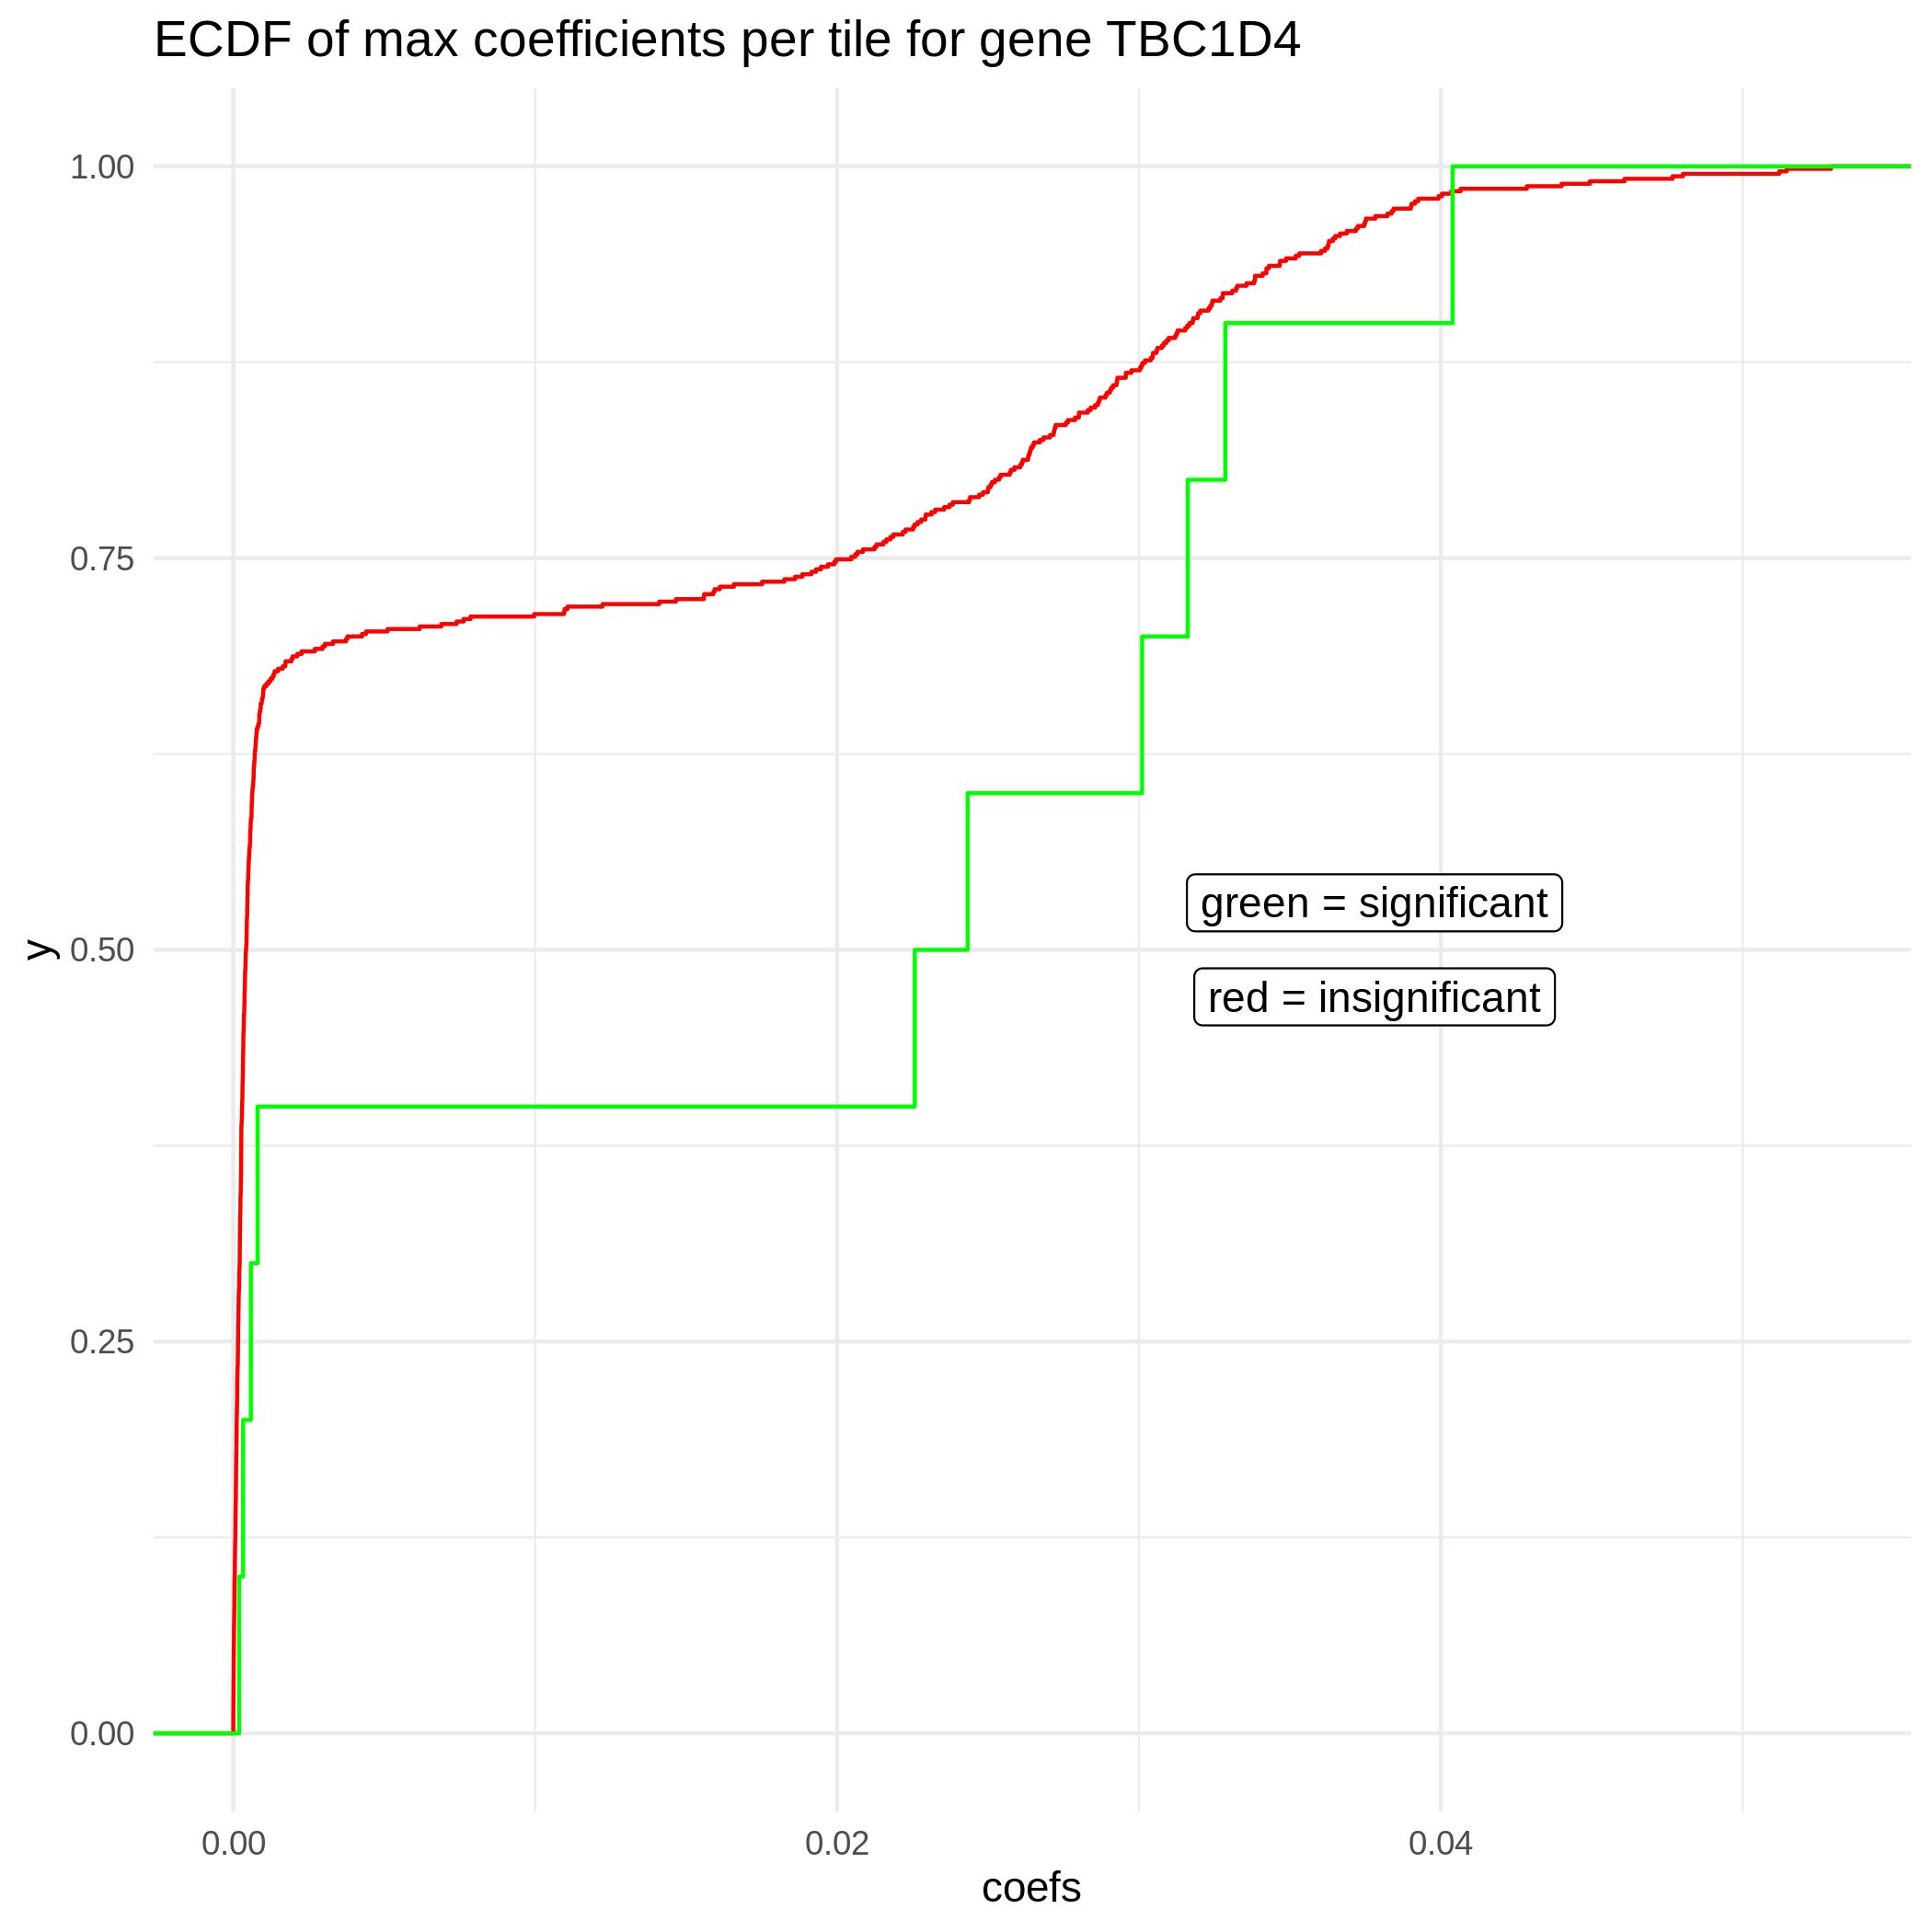 ECDF of max coefficients per tile for gene TBC1D4
1.00
0.75
0.50
0.25
0.00
y
green = significant
red = insignificant
0.00
0.02
0.04
coefs